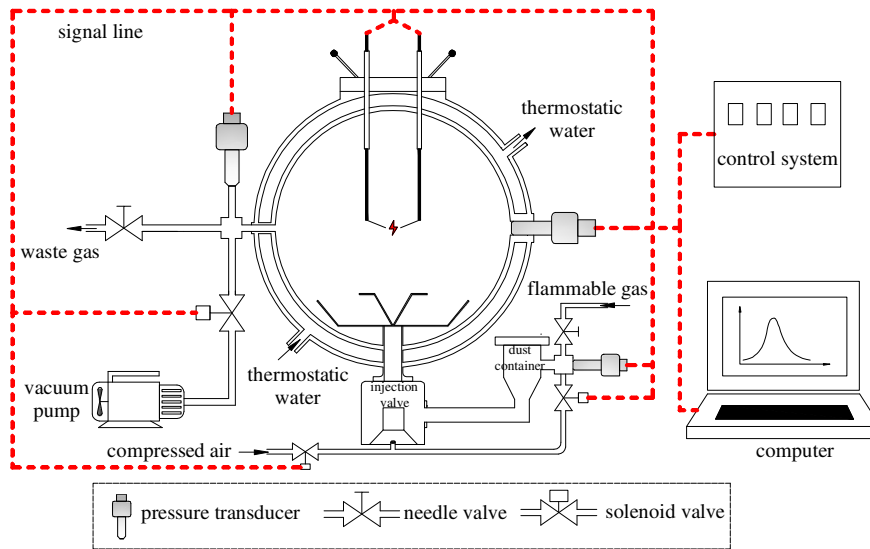 signal line
thermostatic
water
control system
waste gas
flammable gas
dust
container
thermostatic
water
injection
valve
vacuum
pump
compressed air
computer
pressure transducer
needle valve
solenoid valve